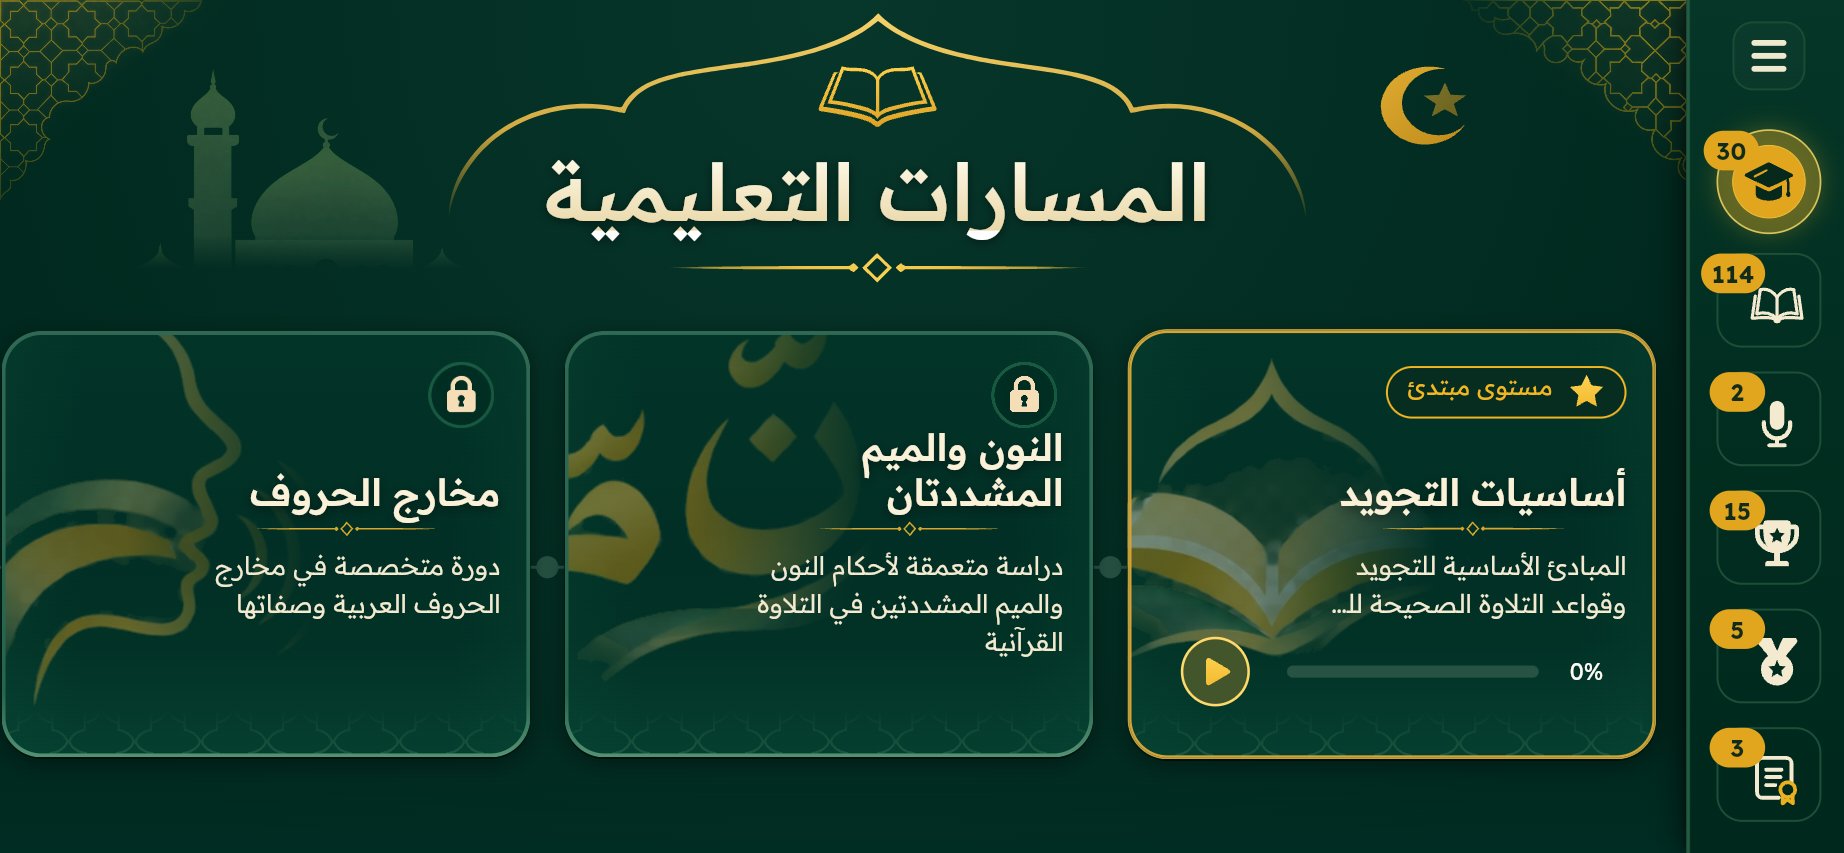 المسارات التعليمية
30
114
2
15
5
3
مستوى مبتدئ
أساسيات التجويد
المبادئ الأساسية للتجويد
وقواعد التلاوة الصحيحة للـ...
0%
النون والميم
المشددتان
دراسة متعمقة لأحكام النون
والميم المشددتين في التلاوة
القرآنية
مخارج الحروف
دورة متخصصة في مخارج
الحروف العربية وصفاتها